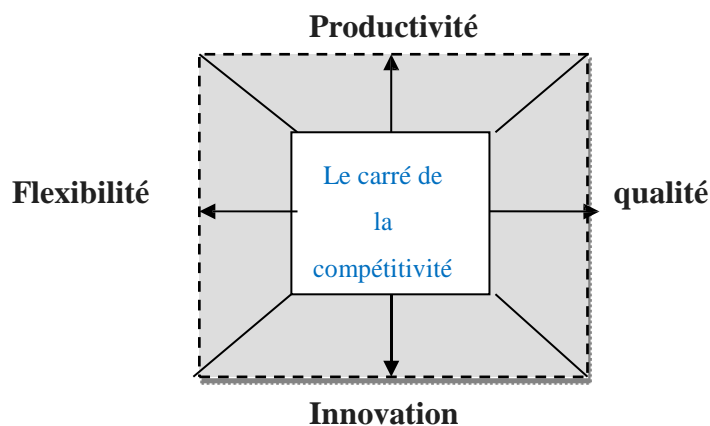 Productivité
Flexibilité
Le carré de
la
compétitivité
qualité
Innovation